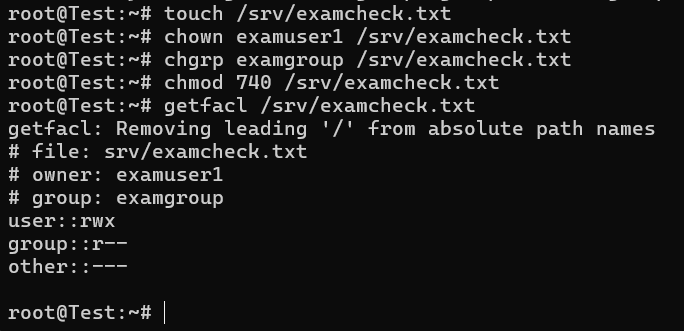 root@Test:~# touch /srv/examcheck.txt
root@Test:~# chown examuser1 /srv/examcheck.txt
root@Test:~# chgrp examgroup /srv/examcheck.txt
root@Test:~# chmod 740 /srv/examcheck.txt
root@Test:~# getfacl /srv/examcheck.txt
getfacl: Removing leading '/' from absolute path names
# file: srv/examcheck.txt
# owner: examuser1
# group: examgroup
user::rwx
group::r--
other::---
root@Test:~#